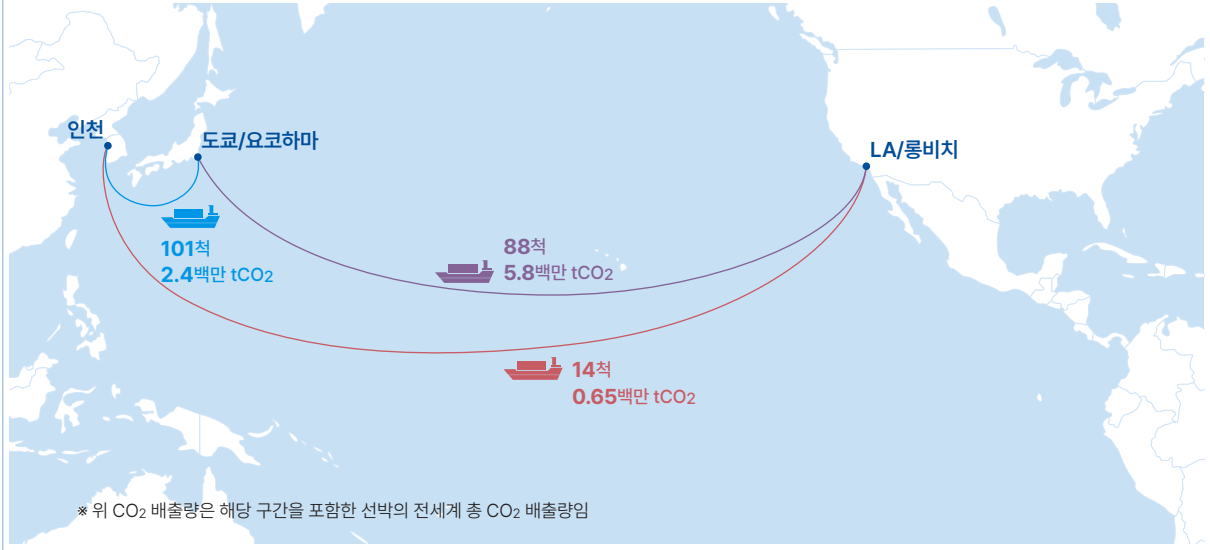 인천
도쿄/요코하마
LA/롱비치
101척
2.4백만 tCO2
88척
5.8백만 tCO2
14척
0.65백만 tCO2
※ 위 CO2 배출량은 해당 구간을 포함한 선박의 전세계 총 CO2 배출량임